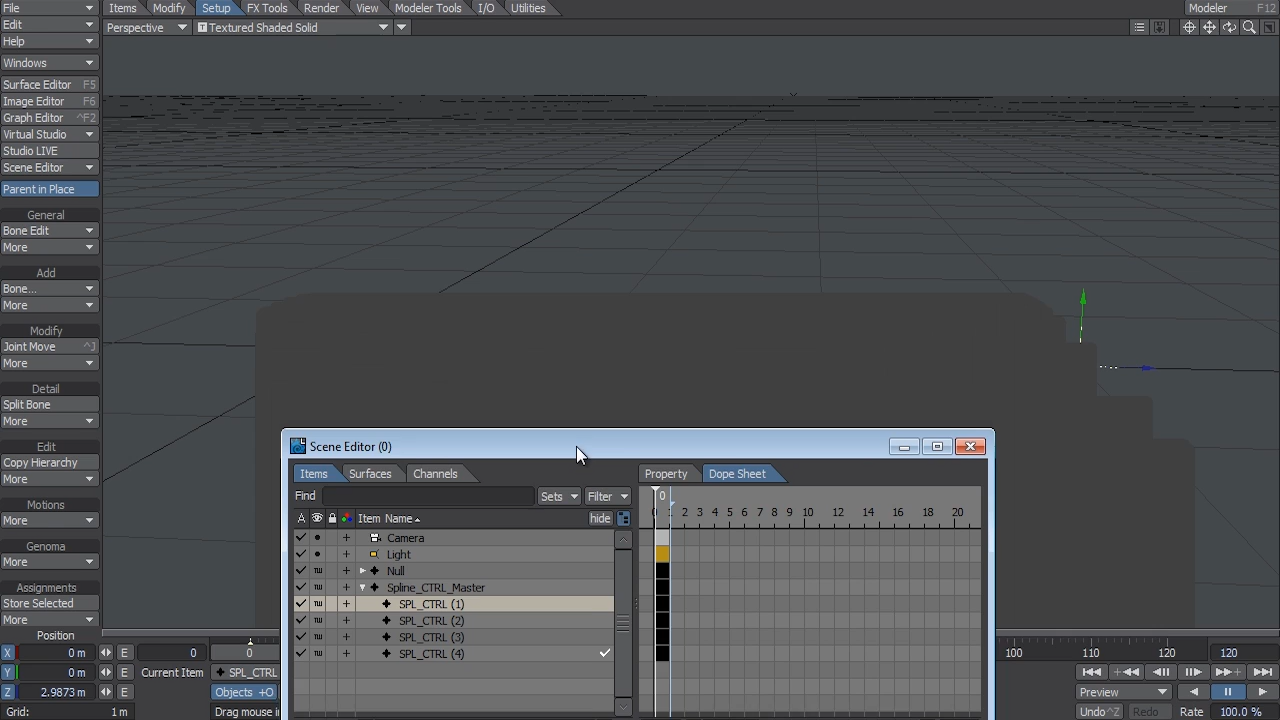 File Items Modify Setup FX Tools Render View Modeler Tools I/O Utilities Modeler F12
Edit Perspective T Textured Shaded Solid
Help
Windows
Surface Editor F5
Image Editor F6
Graph Editor ^F2
Virtual Studio
Studio LIVE
Scene Editor
Parent in Place
General
Bone Edit
More
Add
Bone...
More
Modify
Joint Move ^J
More
Detail
Split Bone
More
Edit
Copy Hierarchy
More
Motions
More
Genoma
More
Assignments
Store Selected
More
Scene Editor (0)
Items Surfaces Channels Property Dope Sheet
Find Sets Filter 0
0 1 2 3 4 5 6 7 8 9 10 12 14 16 18 20
A Item Name hide
Camera
Light
Null
Spline_CTRL_Master
SPL_CTRL (1)
SPL_CTRL (2)
SPL_CTRL (3)
SPL_CTRL (4)
Position
X 0 m E 0 0 100 110 120 120
Y 0 m E Current Item SPL_CTRL
Z 2.9873 m E Objects +O Preview
Grid: 1 m Drag mouse i Undo ^Z Redo Rate 100.0 %